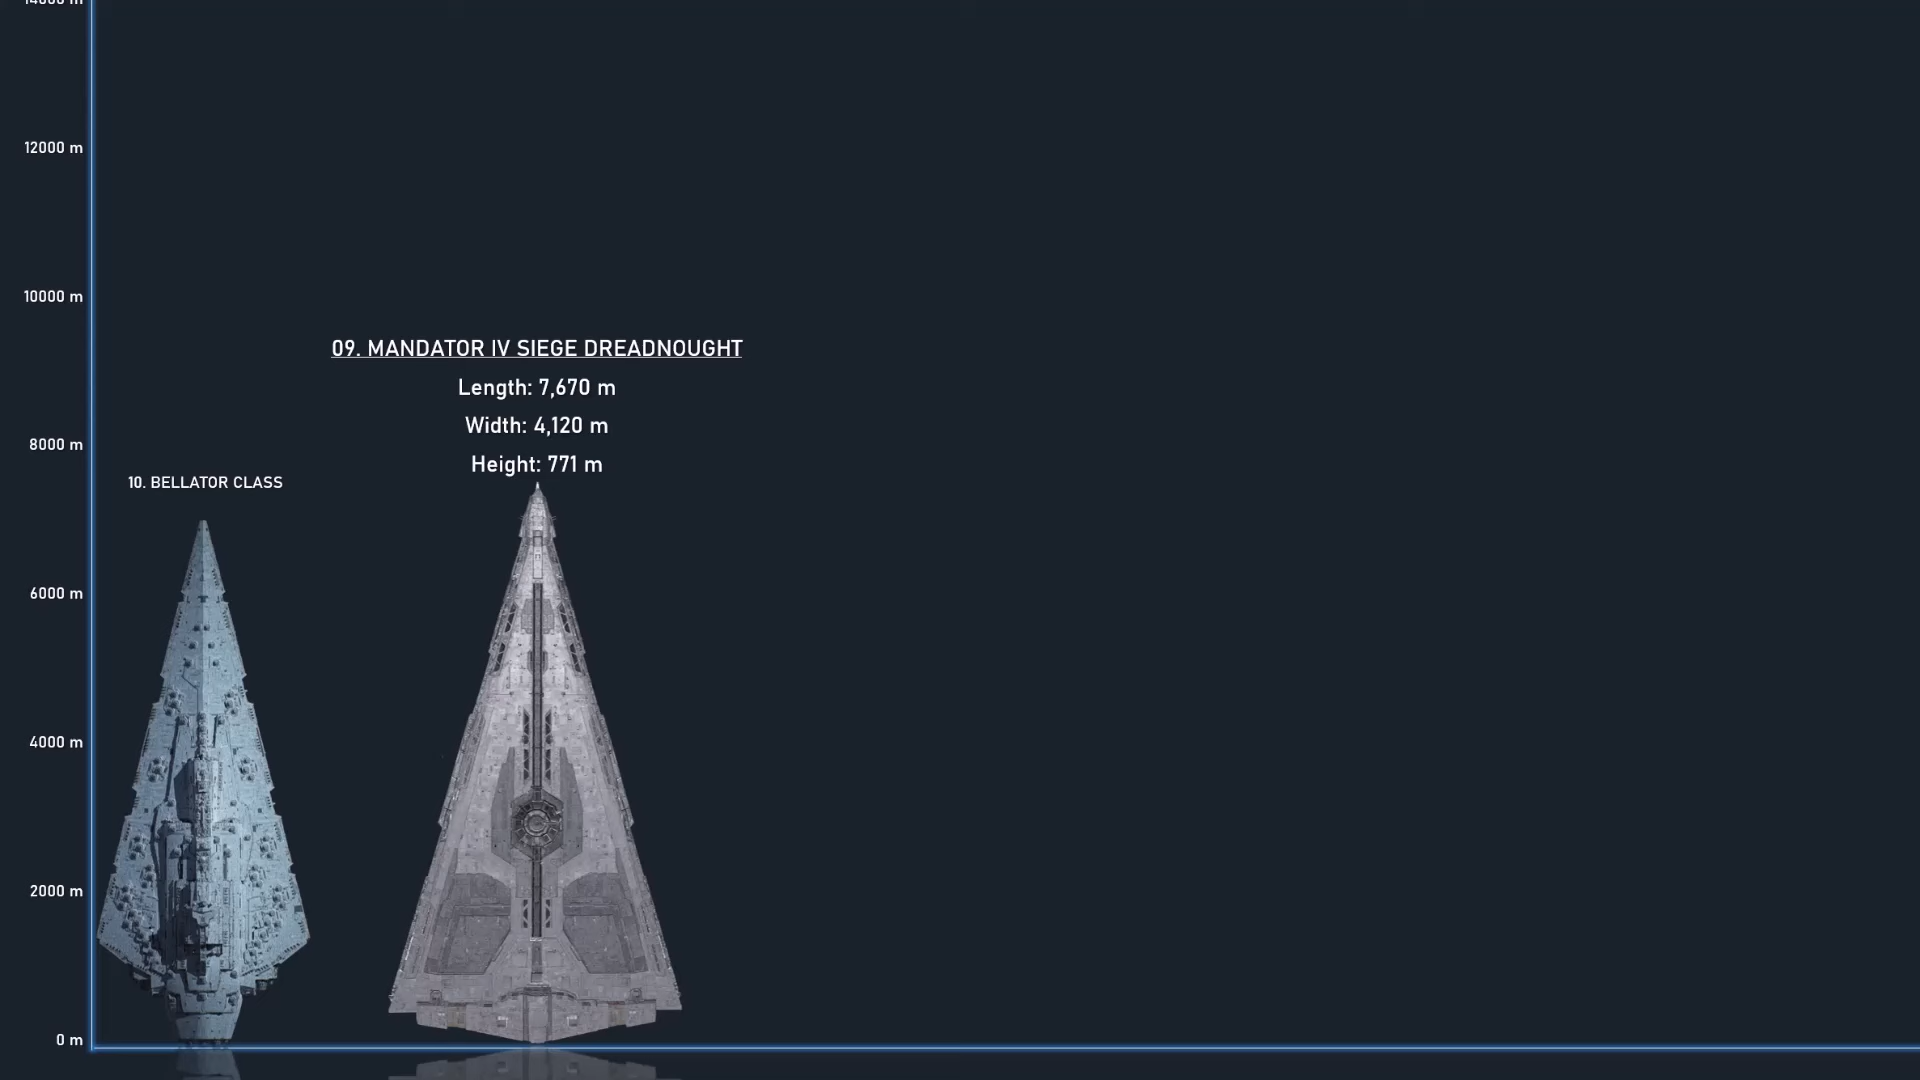 14000 m
12000 m
10000 m
09. MANDATOR IV SIEGE DREADNOUGHT
Length: 7,670 m
Width: 4,120 m
8000 m
Height: 771 m
10. BELLATOR CLASS
6000 m
4000 m
2000 m
0 m